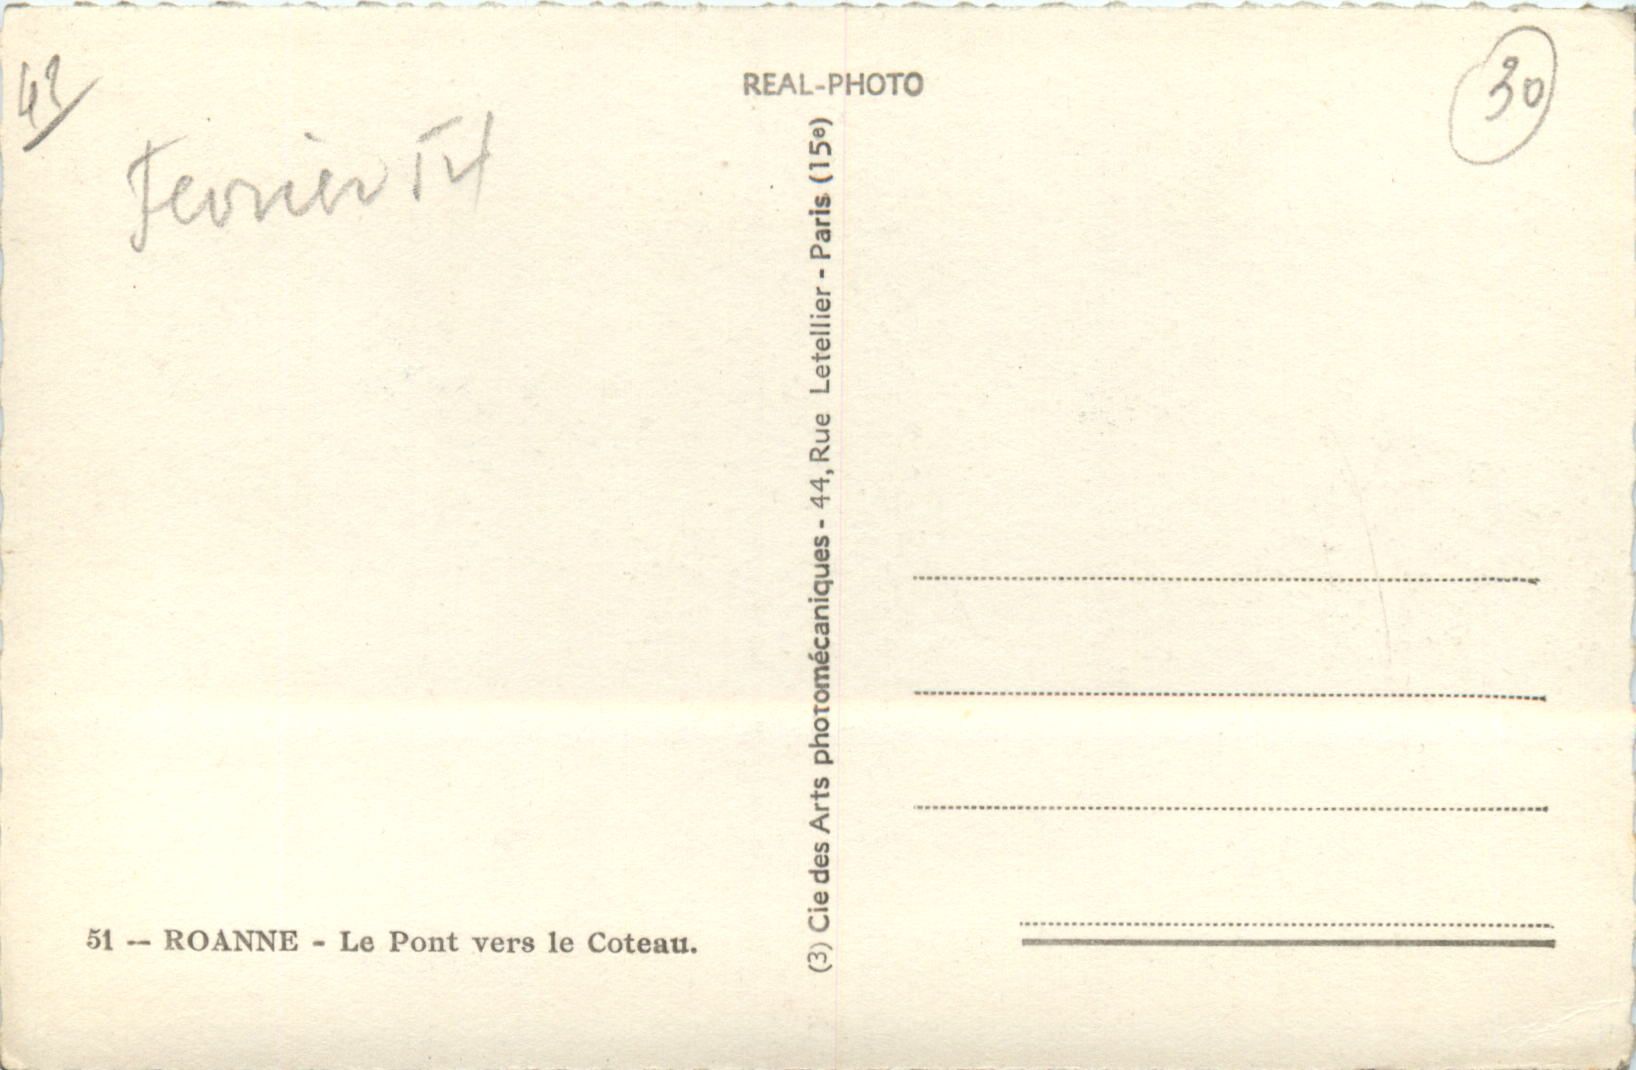 REAL-PHOTO
30
Fevrier 54
(3) Cie des Arts photomécaniques - 44, Rue Letellier - Paris (15e)
51 — ROANNE - Le Pont vers le Coteau.